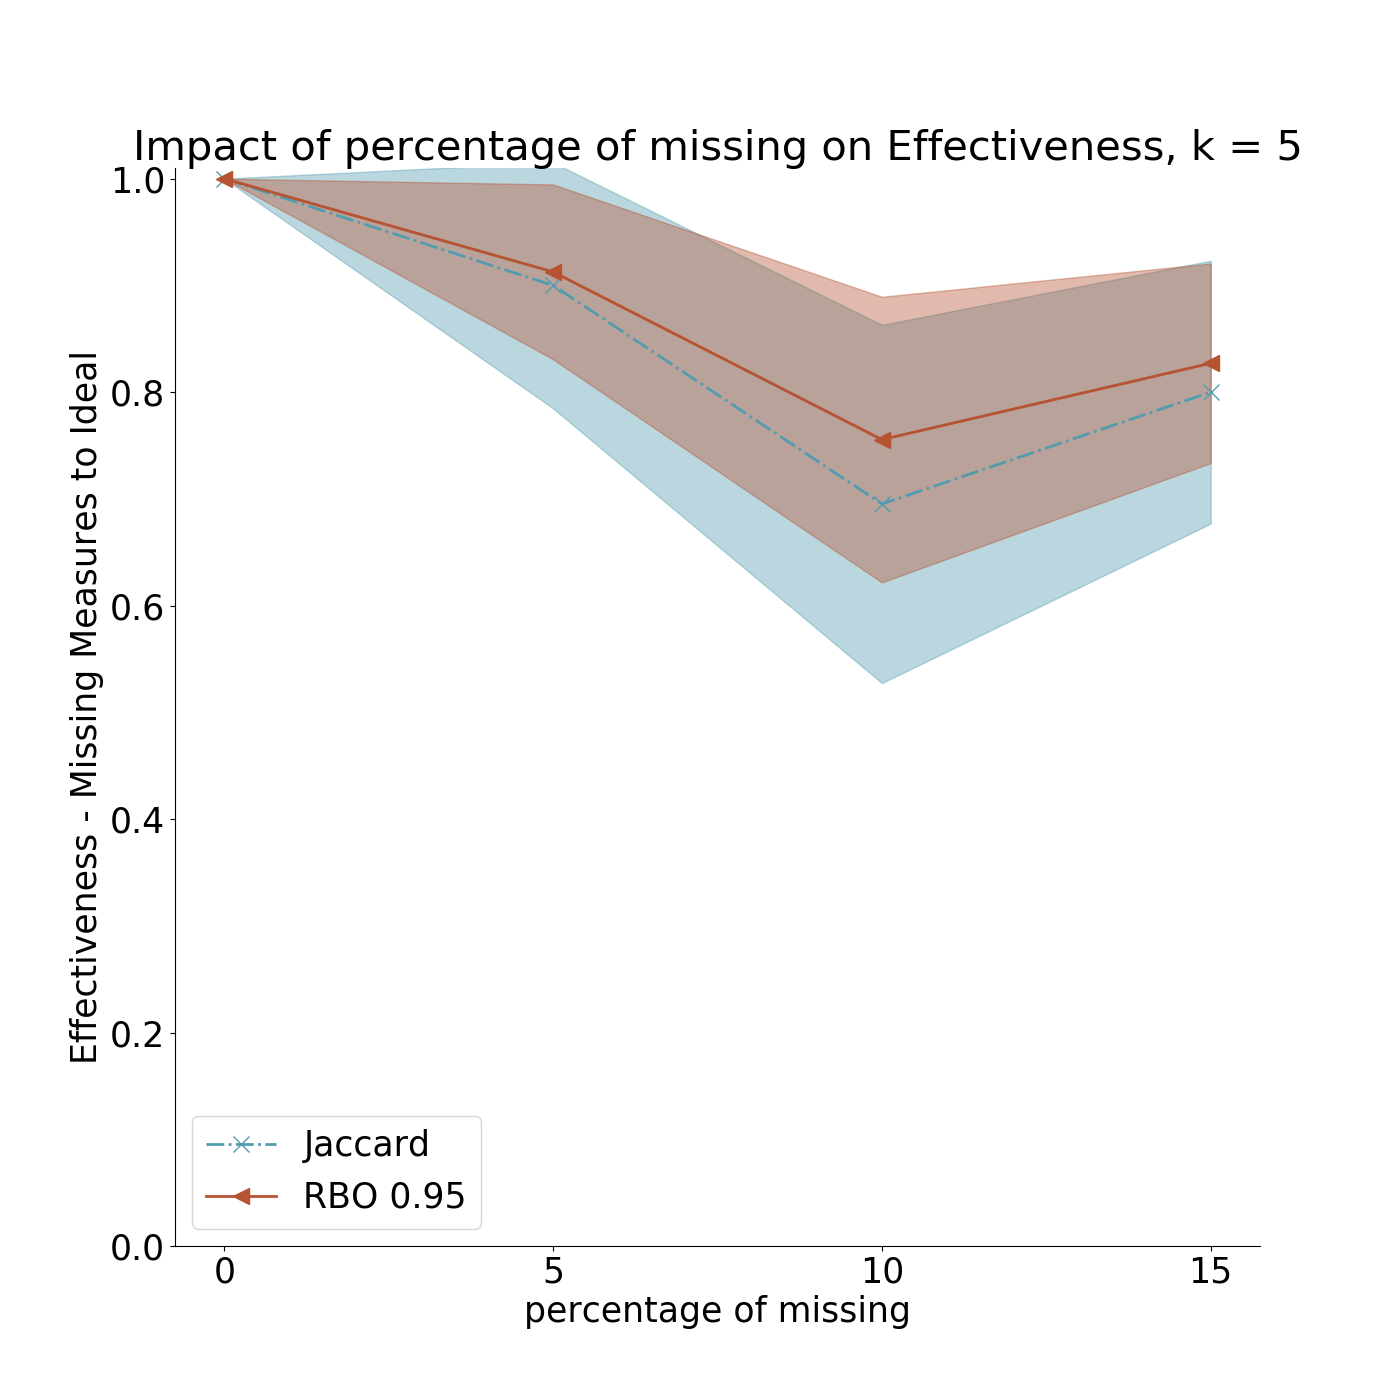 Impact of percentage of missing on Effectiveness, k = 5
Effectiveness - Missing Measures to Ideal
1.0
0.8
0.6
0.4
0.2
0.0
Jaccard
RBO 0.95
0 5 10 15
percentage of missing